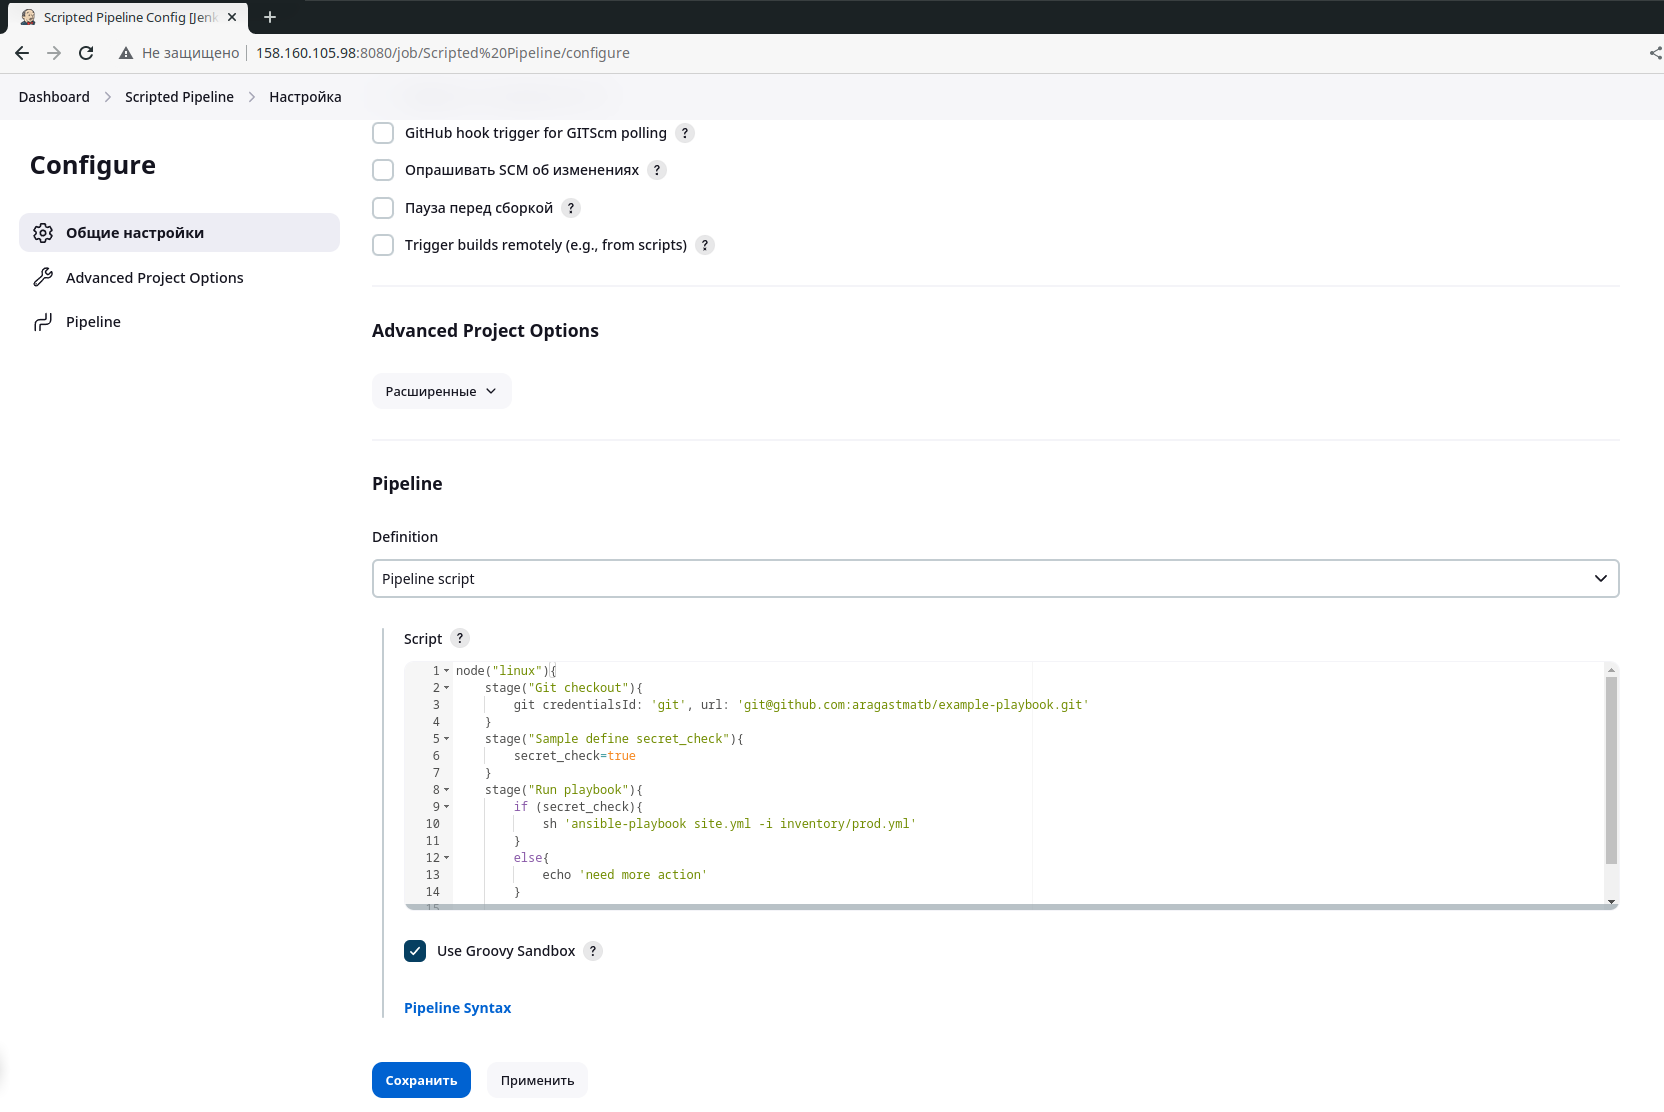 Scripted Pipeline Config [Jenk
Не защищено
158.160.105.98:8080/job/Scripted%20Pipeline/configure
Dashboard
Scripted Pipeline
Настройка
Configure
Общие настройки
Advanced Project Options
Pipeline
GitHub hook trigger for GITScm polling ?
Опрашивать SCM об изменениях ?
Пауза перед сборкой ?
Trigger builds remotely (e.g., from scripts) ?
Advanced Project Options
Расширенные
Pipeline
Definition
Pipeline script
Script ?
1 node("linux"){
2 stage("Git checkout"){
3 git credentialsId: 'git', url: 'git@github.com:aragastmatb/example-playbook.git'
4 }
5 stage("Sample define secret_check"){
6 secret_check=true
7 }
8 stage("Run playbook"){
9 if (secret_check){
10 sh 'ansible-playbook site.yml -i inventory/prod.yml'
11 }
12 else{
13 echo 'need more action'
14 }
15
Use Groovy Sandbox ?
Pipeline Syntax
Сохранить
Применить